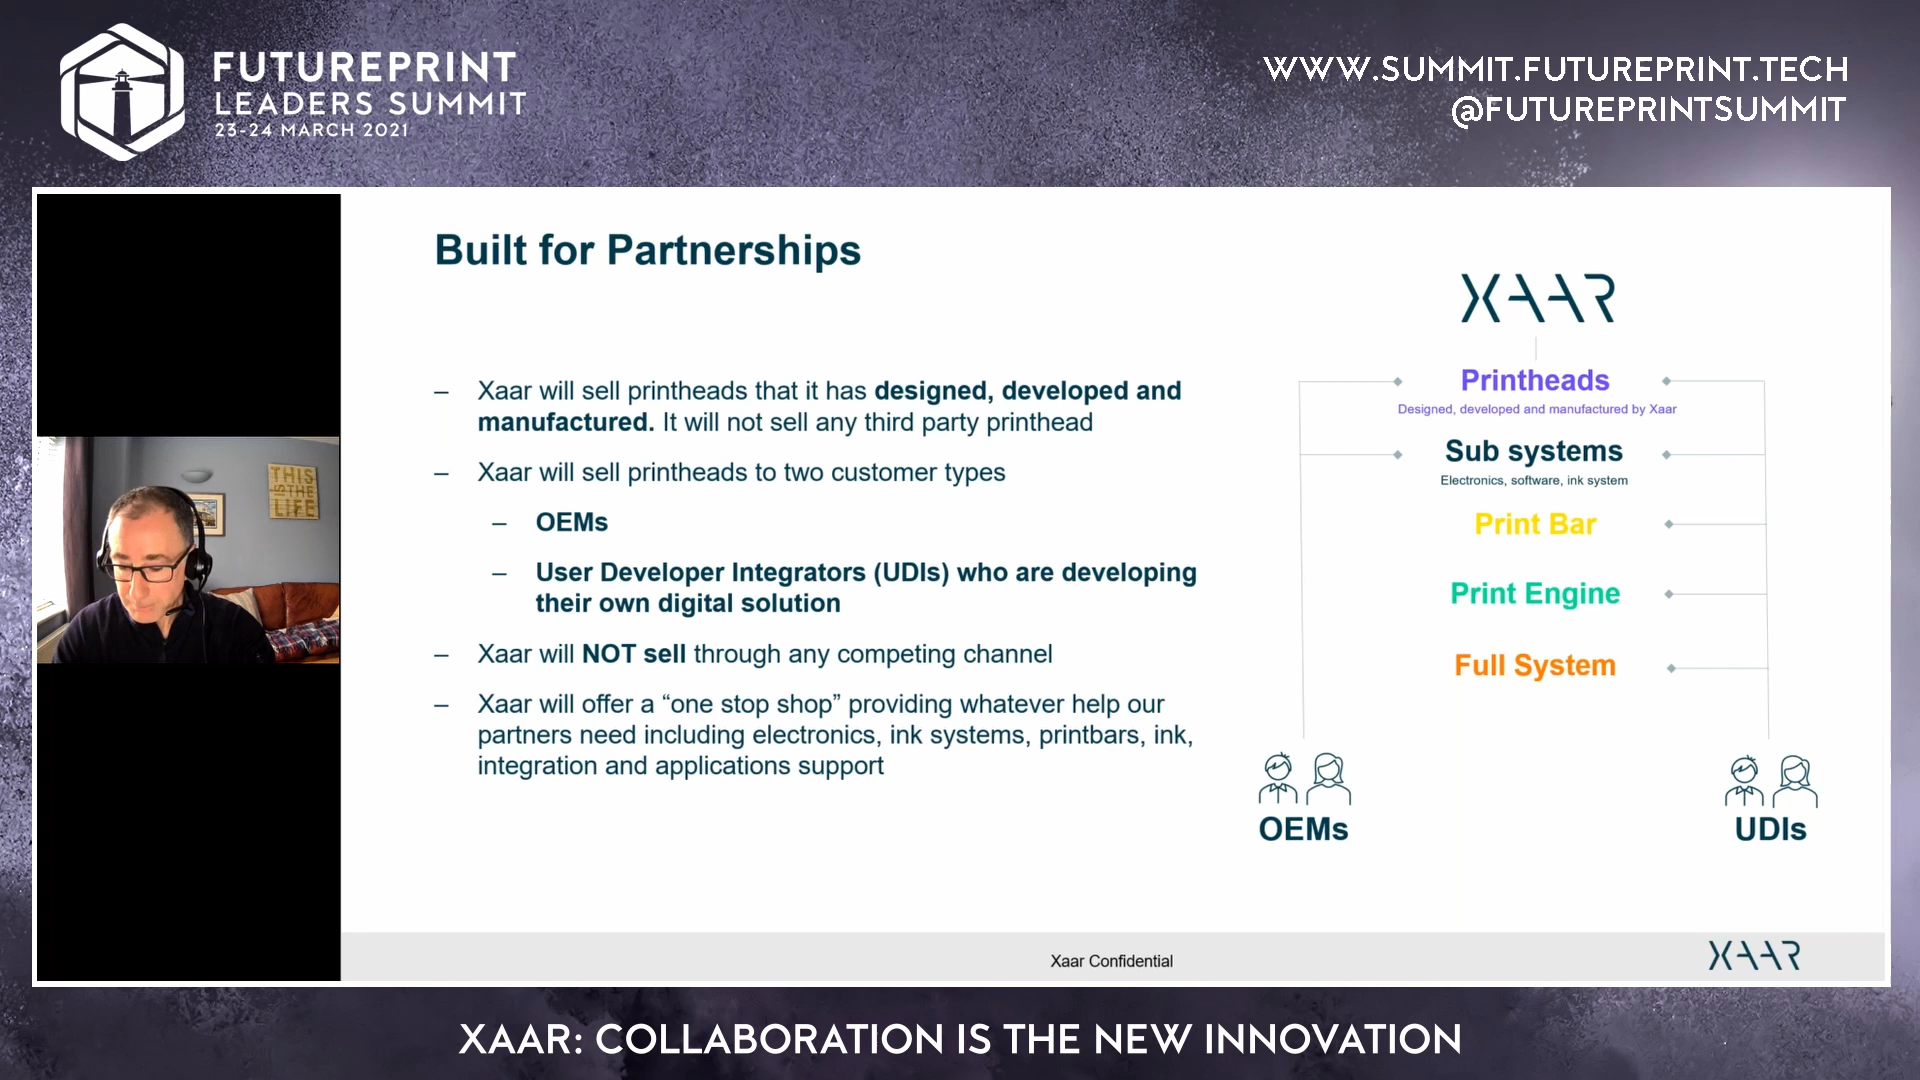 FUTUREPRINT
LEADERS SUMMIT
23-24 MARCH 2021
WWW.SUMMIT.FUTUREPRINT.TECH
@FUTUREPRINTSUMMIT
THIS
IS THE
LIFE
Built for Partnerships
– Xaar will sell printheads that it has designed, developed and
manufactured. It will not sell any third party printhead
– Xaar will sell printheads to two customer types
– OEMs
– User Developer Integrators (UDIs) who are developing
their own digital solution
– Xaar will NOT sell through any competing channel
– Xaar will offer a “one stop shop” providing whatever help our
partners need including electronics, ink systems, printbars, ink,
integration and applications support
XAAR
Printheads
Designed, developed and manufactured by Xaar
Sub systems
Electronics, software, ink system
Print Bar
Print Engine
Full System
OEMs
UDIs
Xaar Confidential
XAAR
XAAR: COLLABORATION IS THE NEW INNOVATION